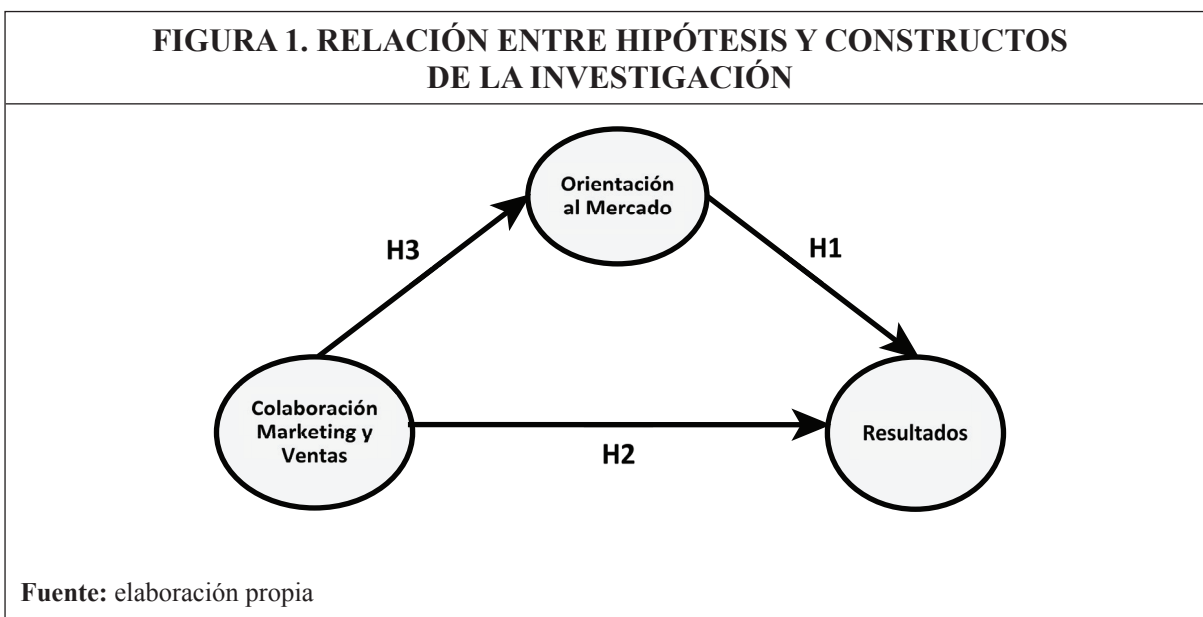 FIGURA 1. RELACIÓN ENTRE HIPÓTESIS Y CONSTRUCTOS
DE LA INVESTIGACIÓN
Orientación
al Mercado
H3
H1
Colaboración
Marketing y
Ventas
H2
Resultados
Fuente: elaboración propia